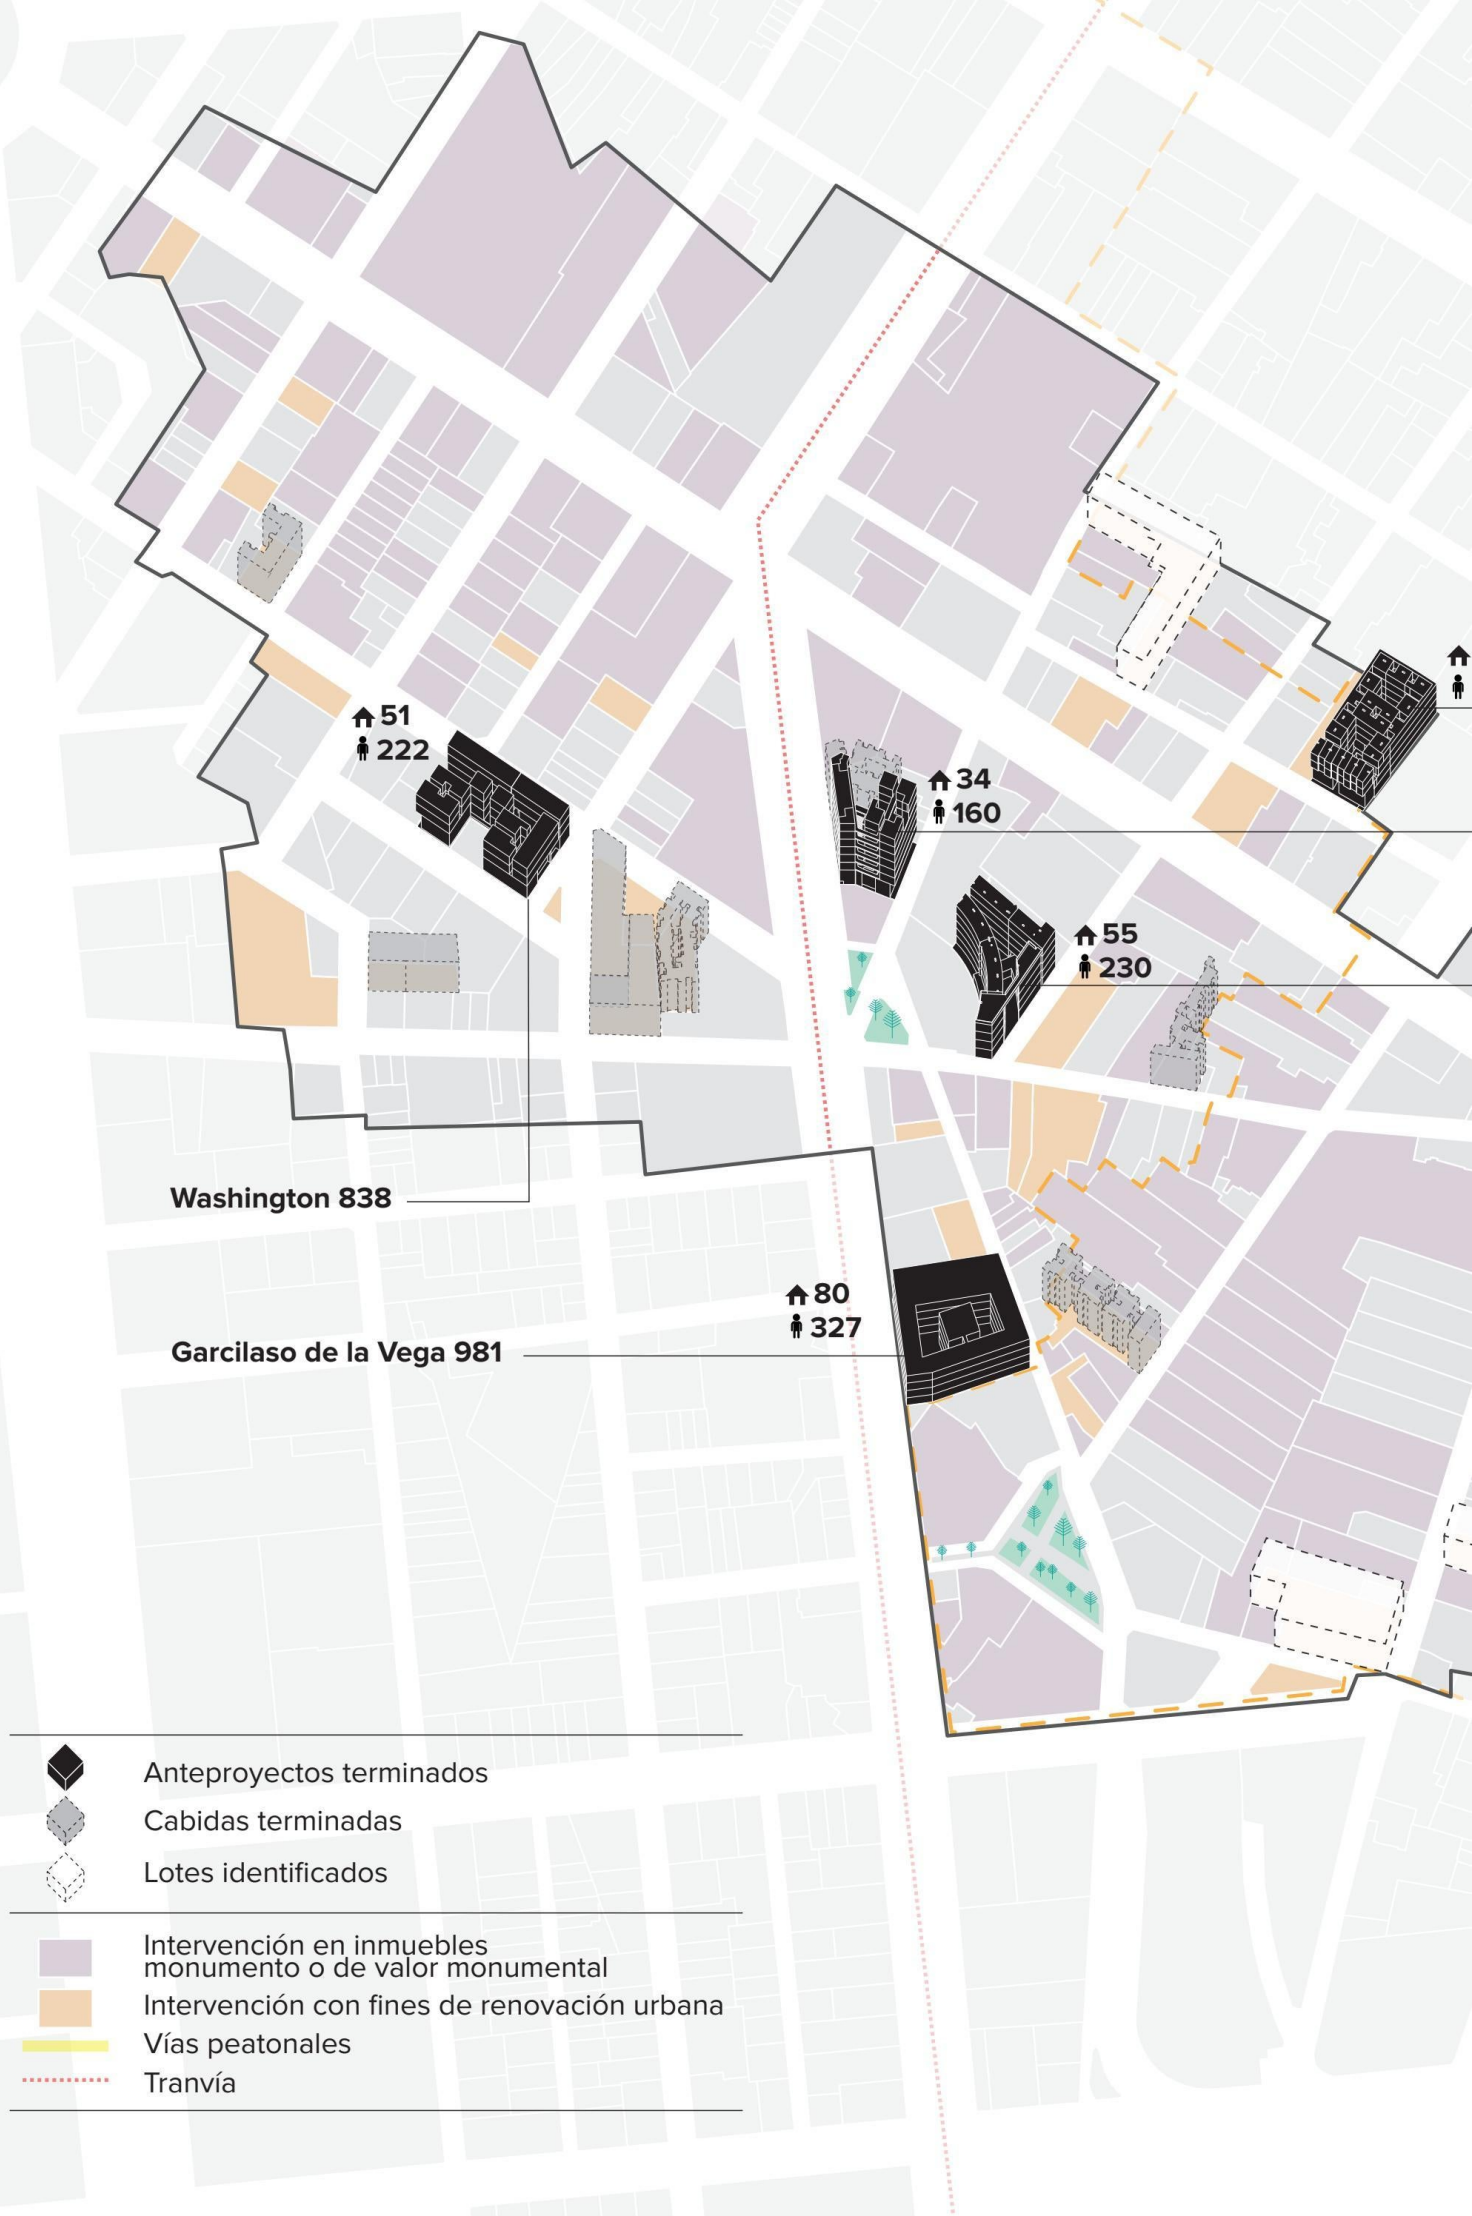 51
222
34
160
55
230
Washington 838
80
327
Garcilaso de la Vega 981
Anteproyectos terminados
Cabidas terminadas
Lotes identificados
Intervención en inmuebles
monumento o de valor monumental
Intervención con fines de renovación urbana
Vías peatonales
Tranvía